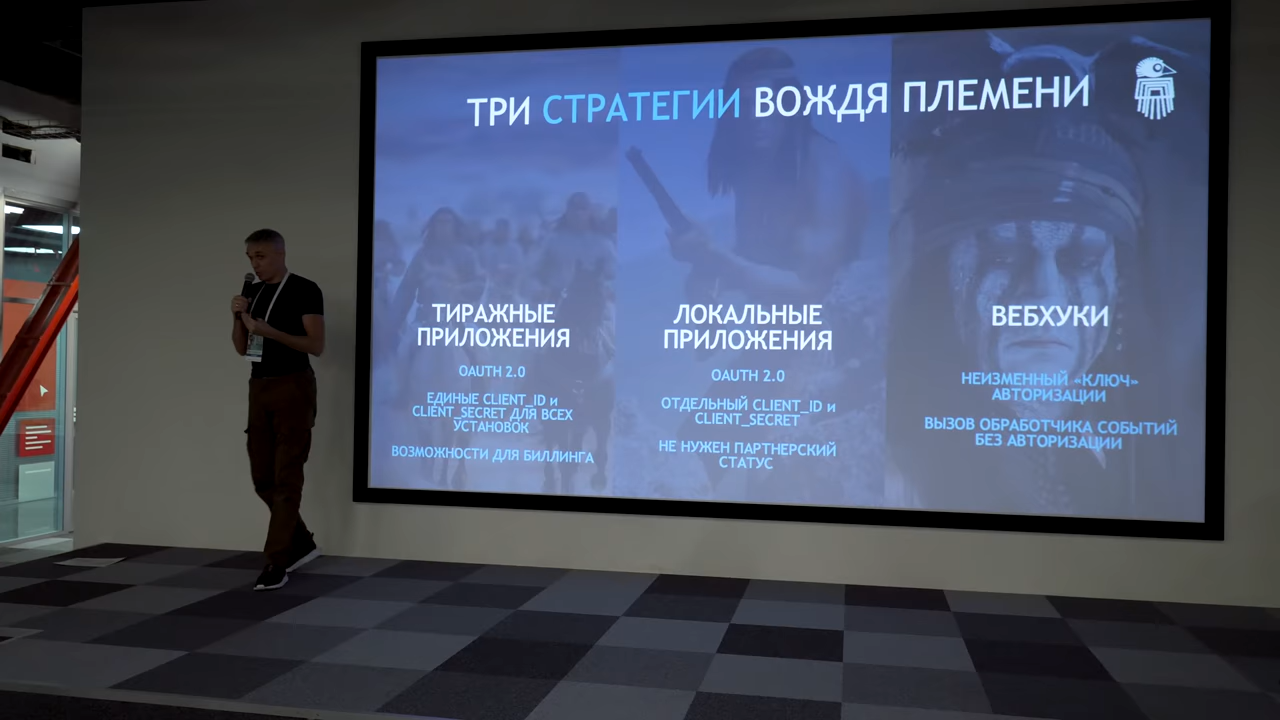 ТРИ СТРАТЕГИИ ВОЖДЯ ПЛЕМЕНИ
ТИРАЖНЫЕ
ПРИЛОЖЕНИЯ
OAUTH 2.0
ЕДИНЫЕ CLIENT_ID и
CLIENT_SECRET ДЛЯ ВСЕХ
УСТАНОВОК
ВОЗМОЖНОСТИ ДЛЯ БИЛЛИНГА
ЛОКАЛЬНЫЕ
ПРИЛОЖЕНИЯ
OAUTH 2.0
ОТДЕЛЬНЫЙ CLIENT_ID и
CLIENT_SECRET
НЕ НУЖЕН ПАРТНЕРСКИЙ
СТАТУС
ВЕБХУКИ
НЕИЗМЕННЫЙ «КЛЮЧ»
АВТОРИЗАЦИИ
ВЫЗОВ ОБРАБОТЧИКА СОБЫТИЙ
БЕЗ АВТОРИЗАЦИИ